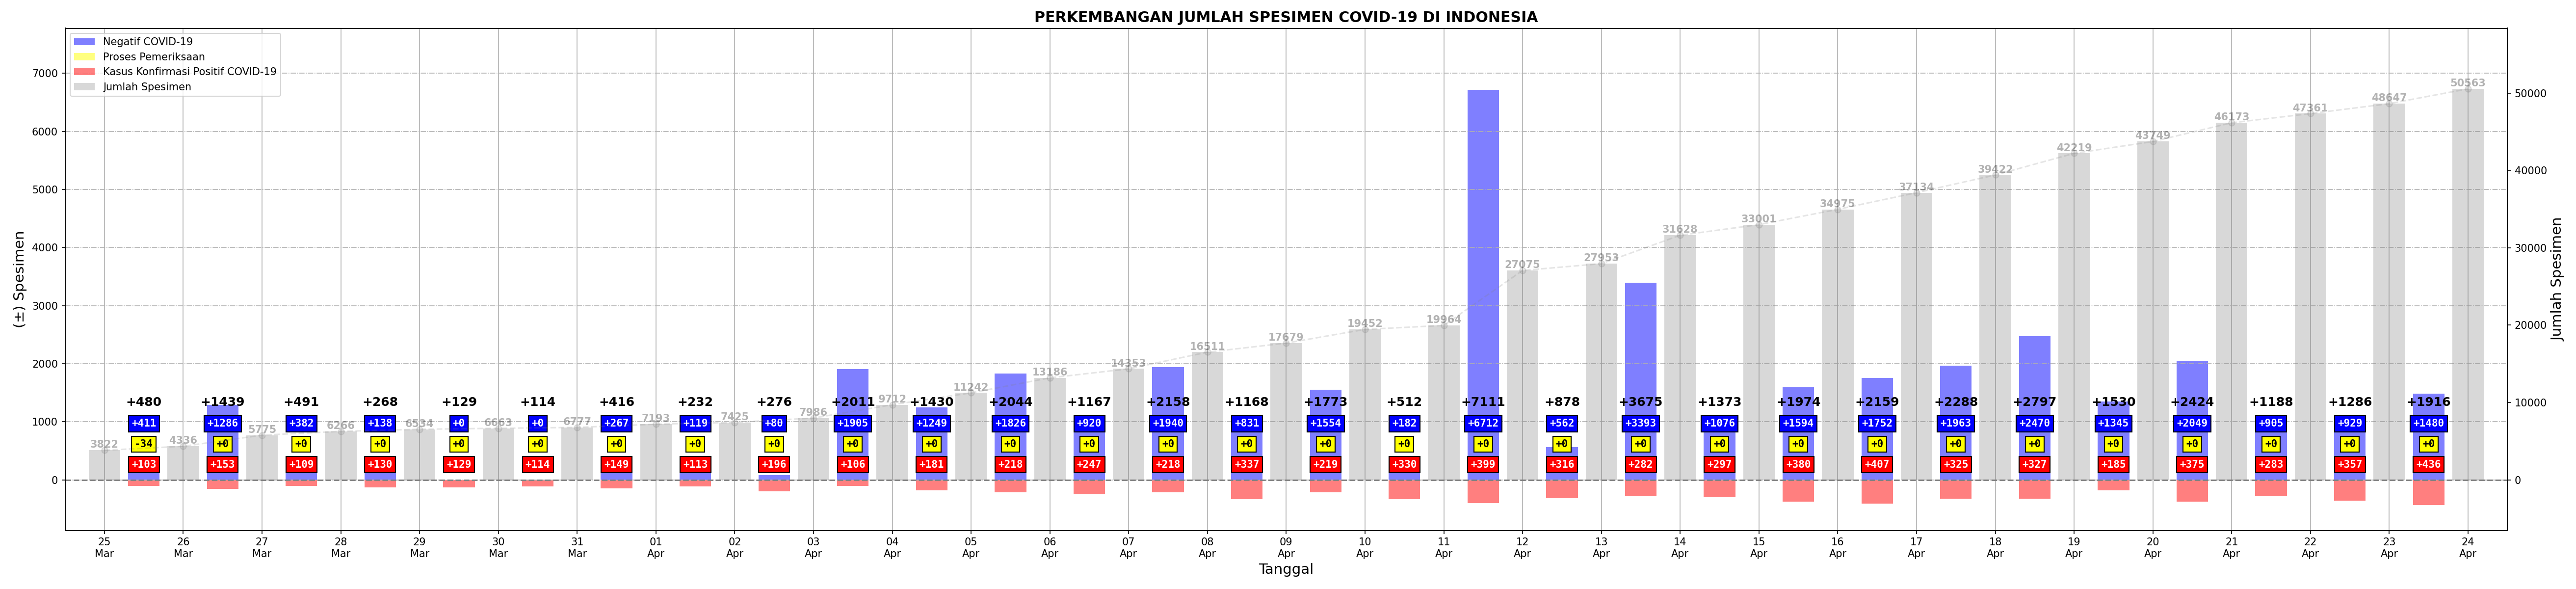 PERKEMBANGAN JUMLAH SPESIMEN COVID-19 DI INDONESIA
Negatif COVID-19
Proses Pemeriksaan
Kasus Konfirmasi Positif COVID-19
Jumlah Spesimen
(±) Spesimen
7000
6000
5000
4000
3000
2000
1000
0
Jumlah Spesimen
50000
40000
30000
20000
10000
0
3822 4336 5775 6266 6534 6663 6777 7193 7425 7986 9712 11242 13186 14353 16511 17679 19452 19964 27075 27953 31628 33001 34975 37134 39422 42219 43749 46173 47361 48647 50563
+480 +1439 +491 +268 +129 +114 +416 +232 +276 +2011 +1430 +2044 +1167 +2158 +1168 +1773 +512 +7111 +878 +3675 +1373 +1974 +2159 +2288 +2797 +1530 +2424 +1188 +1286 +1916
+411 +1286 +382 +138 +0 +0 +267 +119 +80 +1905 +1249 +1826 +920 +1940 +831 +1554 +182 +6712 +562 +3393 +1076 +1594 +1752 +1963 +2470 +1345 +2049 +905 +929 +1480
-34 +0 +0 +0 +0 +0 +0 +0 +0 +0 +0 +0 +0 +0 +0 +0 +0 +0 +0 +0 +0 +0 +0 +0 +0 +0 +0 +0 +0 +0
+103 +153 +109 +130 +129 +114 +149 +113 +196 +106 +181 +218 +247 +218 +337 +219 +330 +399 +316 +282 +297 +380 +407 +325 +327 +185 +375 +283 +357 +436
25 26 27 28 29 30 31 01 02 03 04 05 06 07 08 09 10 11 12 13 14 15 16 17 18 19 20 21 22 23 24
Mar Mar Mar Mar Mar Mar Mar Apr Apr Apr Apr Apr Apr Apr Apr Apr Apr Apr Apr Apr Apr Apr Apr Apr Apr Apr Apr Apr Apr Apr Apr
Tanggal